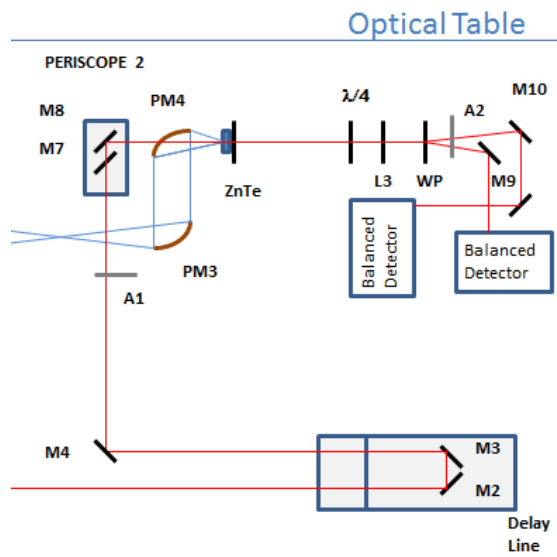 Optical Table
PERISCOPE 2
M8
M7
PM4
ZnTe
λ/4
L3
WP
A2
M10
M9
PM3
A1
Balanced
Detector
Balanced
Detector
M4
M3
M2
Delay
Line